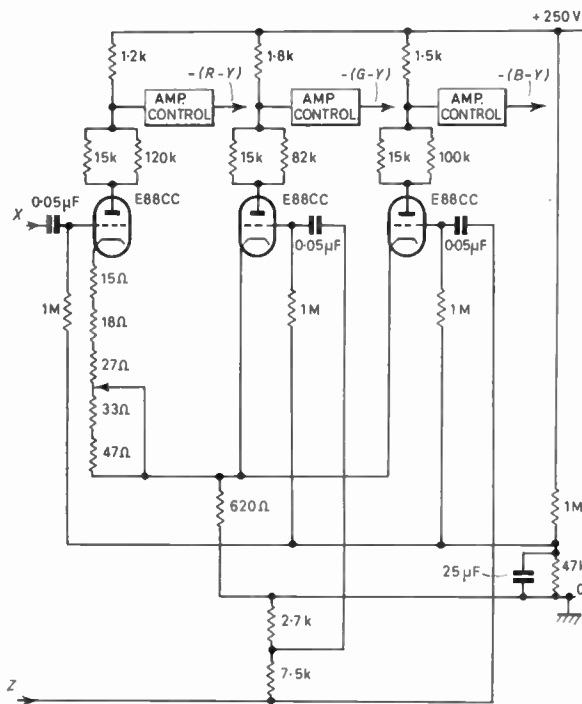 +250 V
1·2k
1·8k
1·5k
-(R-Y)
-(G-Y)
-(B-Y)
AMP. CONTROL
AMP CONTROL
AMP. CONTROL
15k
120k
15k
82k
15k
100k
0·05µF
E88CC
E88CC
E88CC
X
0·05µF
0·05µF
15Ω
1M
18Ω
1M
1M
27Ω
33Ω
47Ω
620Ω
1M
25µF
47k
0
2·7k
7·5k
Z